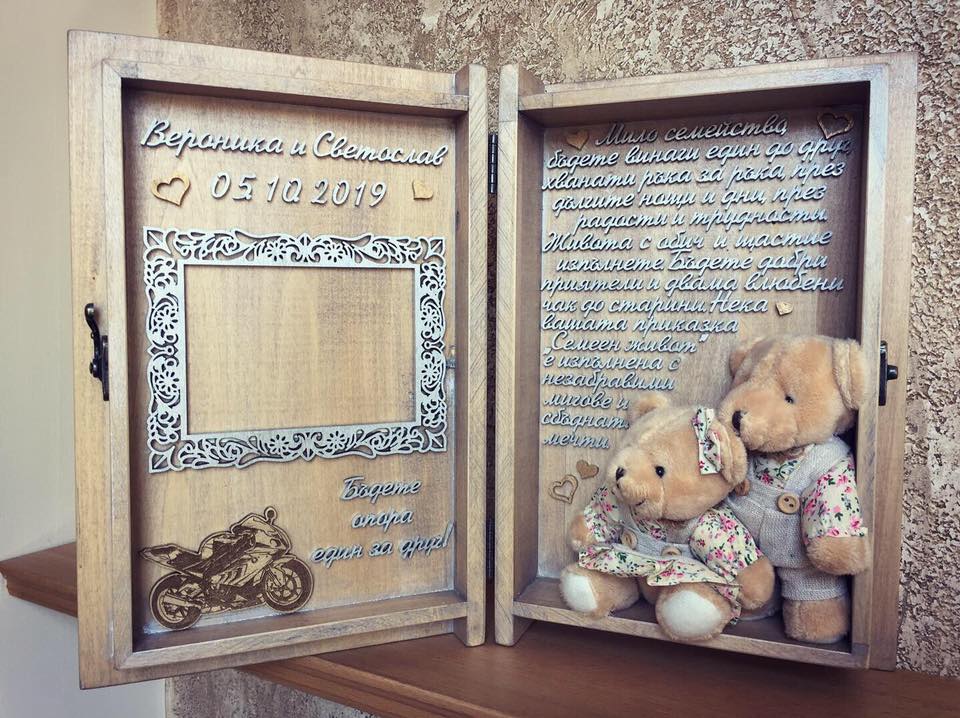 Вероника и Светослав
05.10.2019
Бъдете
опора
един за друг!
Мило семейство,
бъдете винаги един до друг,
хванати ръка за ръка, през
дългите нощи и дни, през
радости и трудности.
Живота с обич и щастие
изпълнете. Бъдете добри
приятели и двама влюбени
чак до старини. Нека
вашата приказка
„Семеен живот“
е изпълнена с
незабравими
мигове и
сбъднати
мечти.